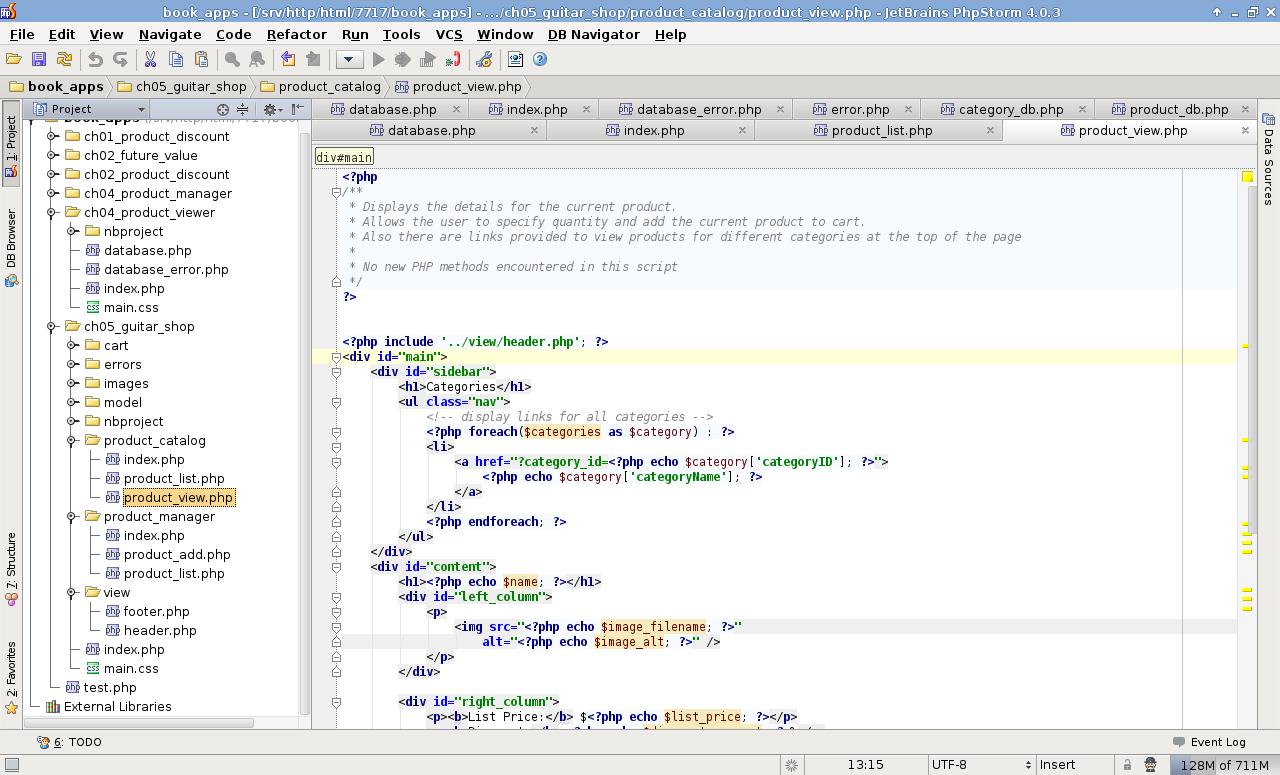 book_apps - [/srv/http/html/7717/book_apps] - .../ch05_guitar_shop/product_catalog/product_view.php - JetBrains PhpStorm 4.0.3
File Edit View Navigate Code Refactor Run Tools VCS Window DB Navigator Help
book_apps ch05_guitar_shop product_catalog product_view.php
Project
database.php index.php database_error.php error.php category_db.php product_db.php
database.php index.php product_list.php product_view.php
1: Project
DB Browser
7: Structure
2: Favorites
Data Sources
book_apps
ch01_product_discount
ch02_future_value
ch02_product_discount
ch04_product_manager
ch04_product_viewer
nbproject
database.php
database_error.php
index.php
main.css
ch05_guitar_shop
cart
errors
images
model
nbproject
product_catalog
index.php
product_list.php
product_view.php
product_manager
index.php
product_add.php
product_list.php
view
footer.php
header.php
index.php
main.css
test.php
External Libraries
div#main
<?php
/**
 * Displays the details for the current product.
 * Allows the user to specify quantity and add the current product to cart.
 * Also there are links provided to view products for different categories at the top of the page
 *
 * No new PHP methods encountered in this script
 */
?>
<?php include '../view/header.php'; ?>
<div id="main">
    <div id="sidebar">
        <h1>Categories</h1>
        <ul class="nav">
            <!-- display links for all categories -->
            <?php foreach($categories as $category) : ?>
            <li>
                <a href="?category_id=<?php echo $category['categoryID']; ?>">
                    <?php echo $category['categoryName']; ?>
                </a>
            </li>
            <?php endforeach; ?>
        </ul>
    </div>
    <div id="content">
        <h1><?php echo $name; ?></h1>
        <div id="left_column">
            <p>
                <img src="<?php echo $image_filename; ?>"
                    alt="<?php echo $image_alt; ?>" />
            </p>
        </div>
        <div id="right_column">
            <p><b>List Price:</b> $<?php echo $list_price; ?></p>
6: TODO
Event Log
13:15 UTF-8 Insert 128M of 711M